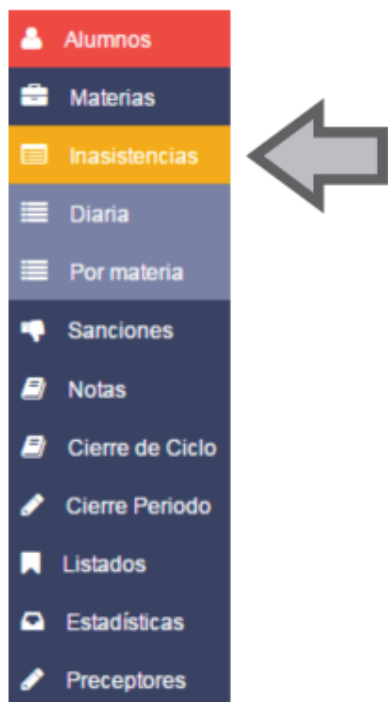 Alumnos
Materias
Inasistencias
Diaria
Por materia
Sanciones
Notas
Cierre de Ciclo
Cierre Periodo
Listados
Estadísticas
Preceptores